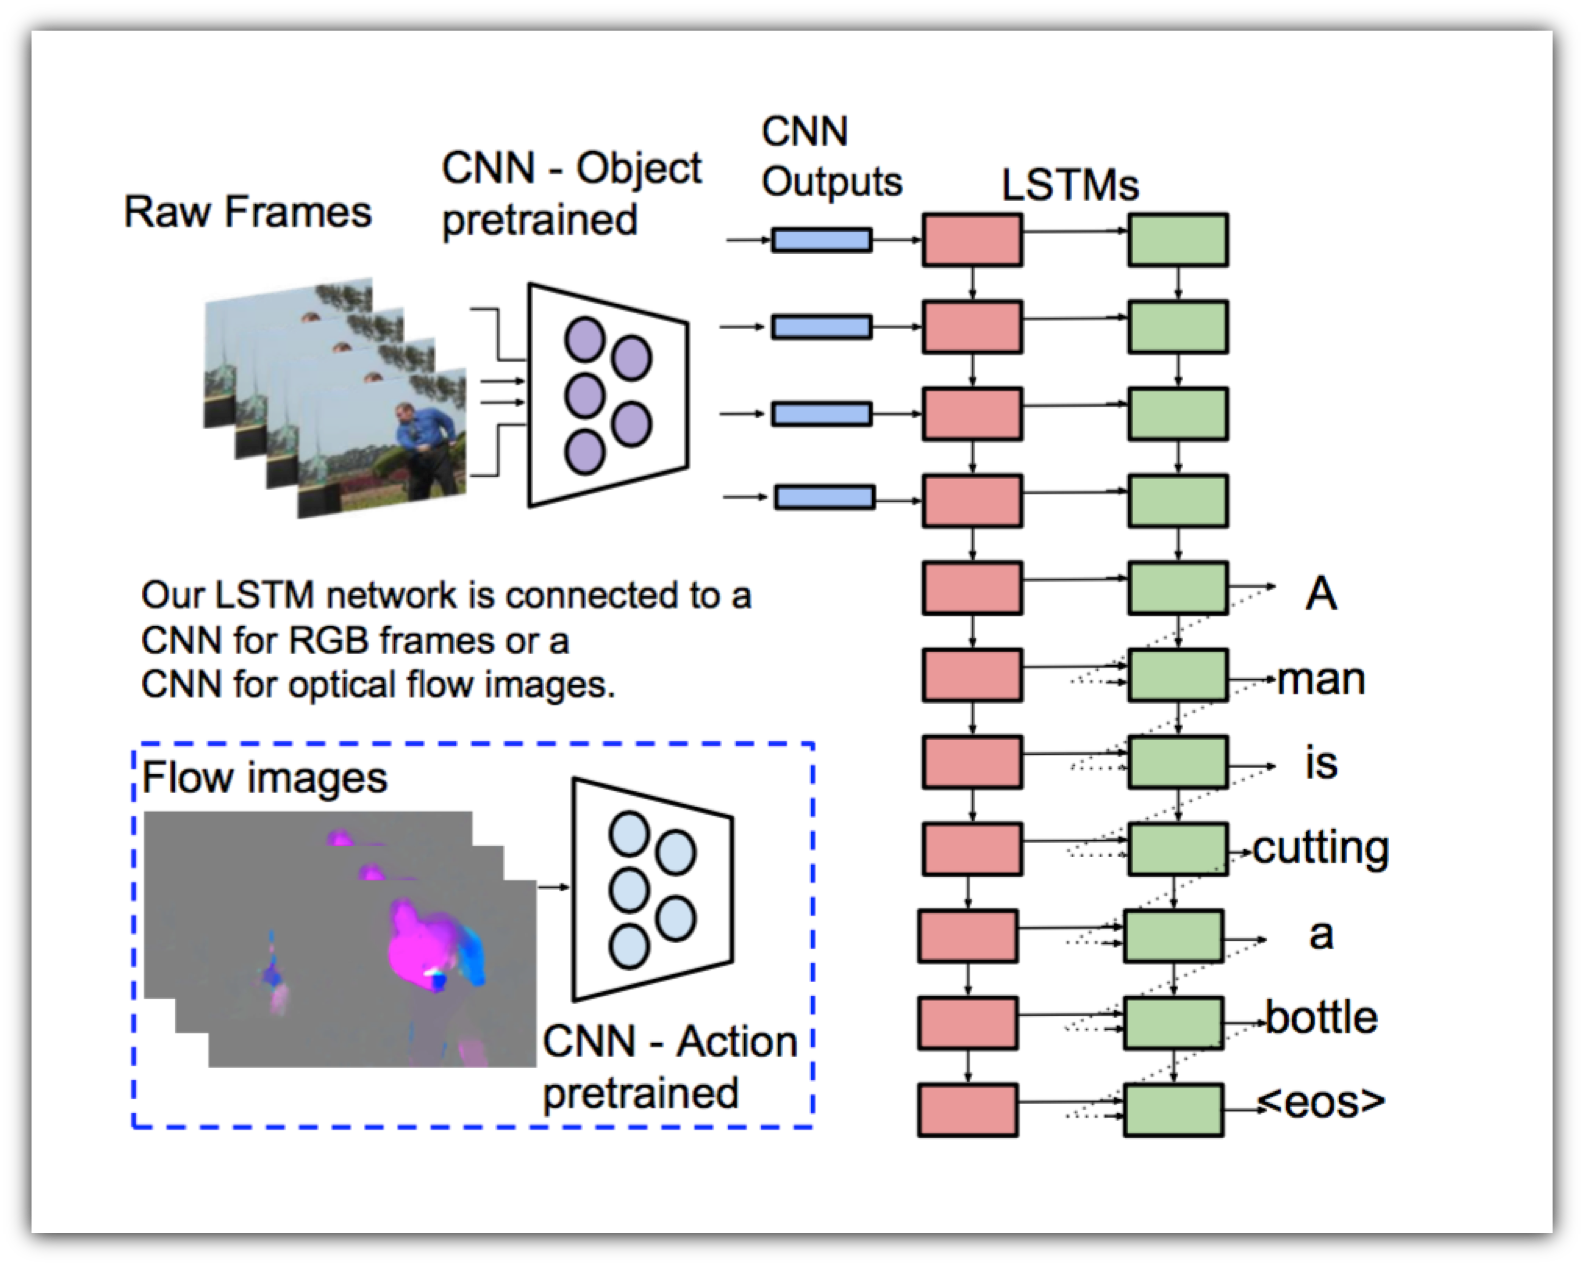 Raw Frames
CNN - Object
pretrained
CNN
Outputs
LSTMs
Our LSTM network is connected to a
CNN for RGB frames or a
CNN for optical flow images.
Flow images
CNN - Action
pretrained
A
man
is
cutting
a
bottle
<eos>